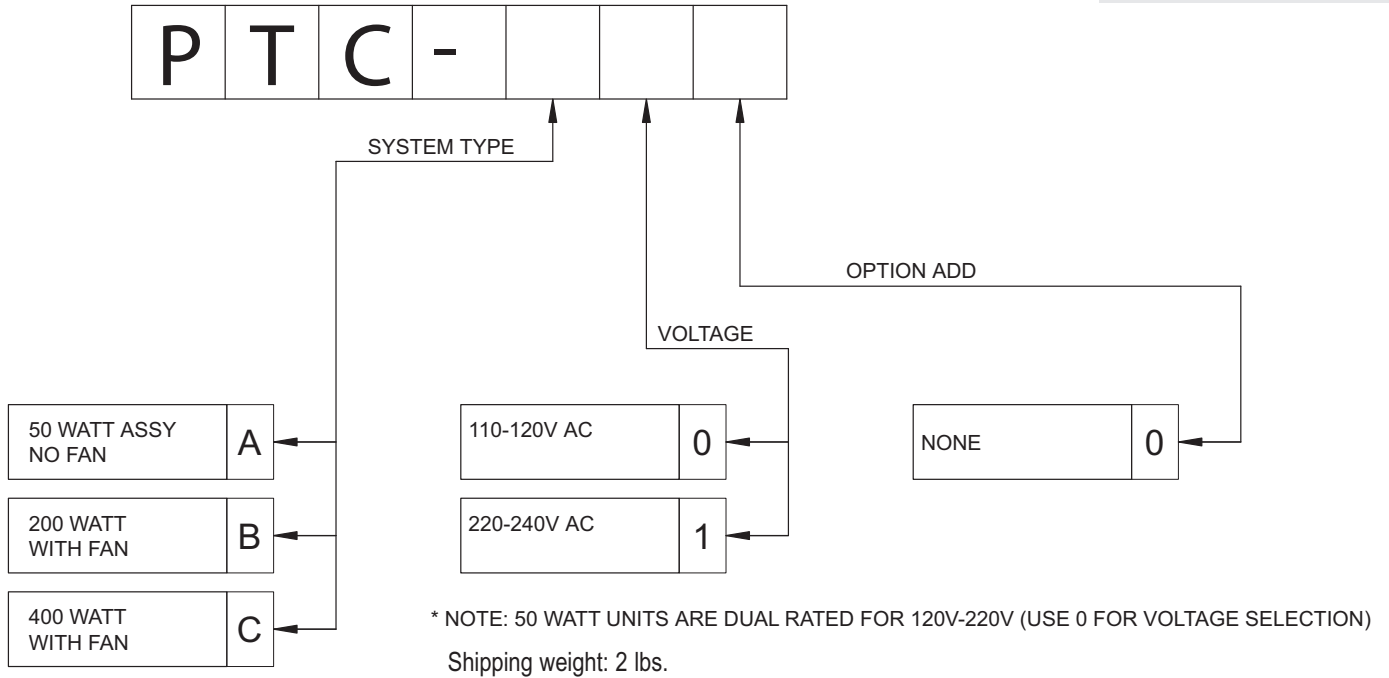 PTC-
SYSTEM TYPE
OPTION ADD
VOLTAGE
50 WATT ASSY
NO FAN
A
110-120V AC
0
NONE
0
200 WATT
WITH FAN
B
220-240V AC
1
400 WATT
WITH FAN
C
* NOTE: 50 WATT UNITS ARE DUAL RATED FOR 120V-220V (USE 0 FOR VOLTAGE SELECTION)
Shipping weight: 2 lbs.